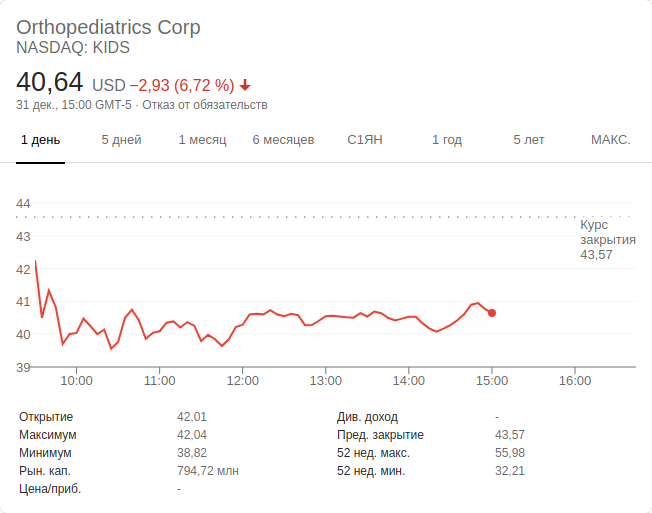 Orthopediatrics Corp
NASDAQ: KIDS
40,64 USD −2,93 (6,72 %)
31 дек., 15:00 GMT-5 · Отказ от обязательств
1 день 5 дней 1 месяц 6 месяцев С1ЯН 1 год 5 лет МАКС.
44
Курс
закрытия
43,57
43
42
41
40
39
10:00 11:00 12:00 13:00 14:00 15:00 16:00
Открытие 42,01 Див. доход -
Максимум 42,04 Пред. закрытие 43,57
Минимум 38,82 52 нед. макс. 55,98
Рын. кап. 794,72 млн 52 нед. мин. 32,21
Цена/приб. -